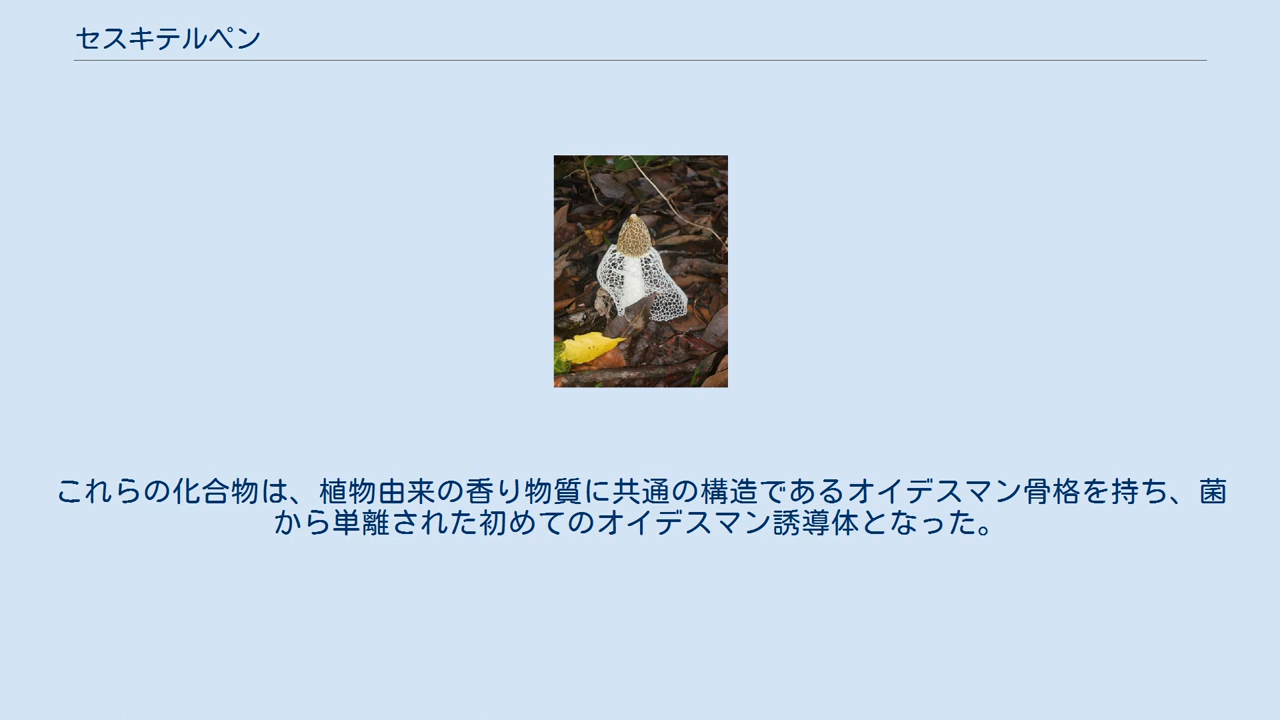 セスキテルペン
これらの化合物は、植物由来の香り物質に共通の構造であるオイデスマン骨格を持ち、菌
から単離された初めてのオイデスマン誘導体となった。